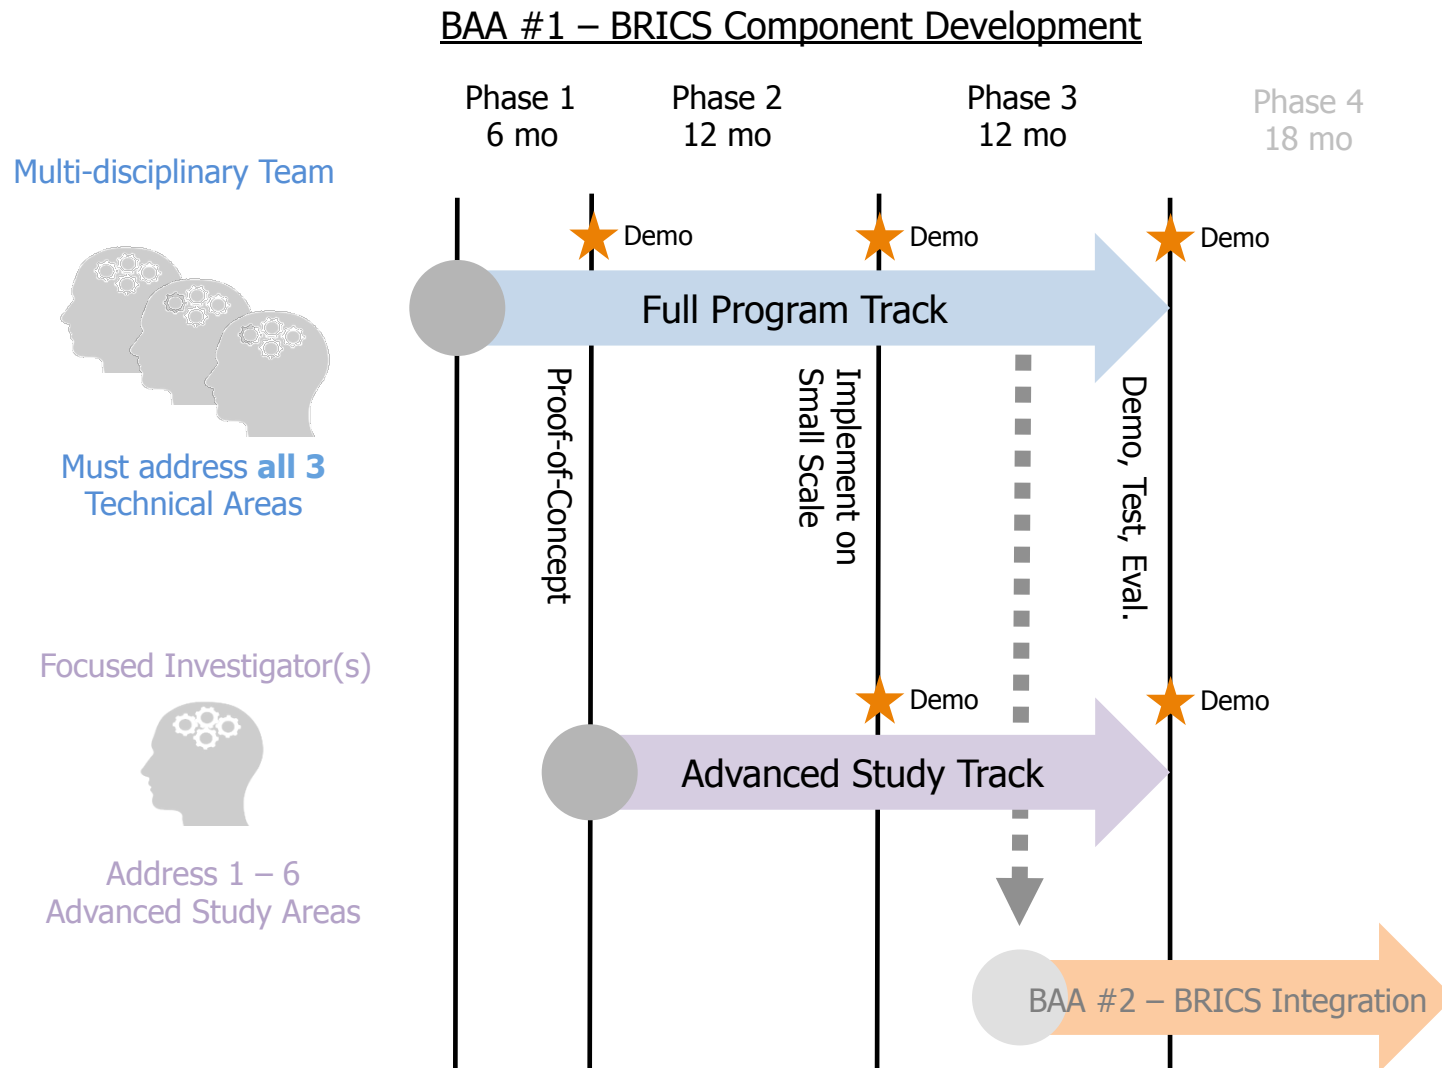 BAA #1 – BRICS Component Development
Phase 1
6 mo
Phase 2
12 mo
Phase 3
12 mo
Phase 4
18 mo
Multi-disciplinary Team
Must address all 3
Technical Areas
Demo
Demo
Demo
Full Program Track
Proof-of-Concept
Implement on
Small Scale
Demo, Test, Eval.
Focused Investigator(s)
Address 1 – 6
Advanced Study Areas
Demo
Demo
Advanced Study Track
BAA #2 – BRICS Integration